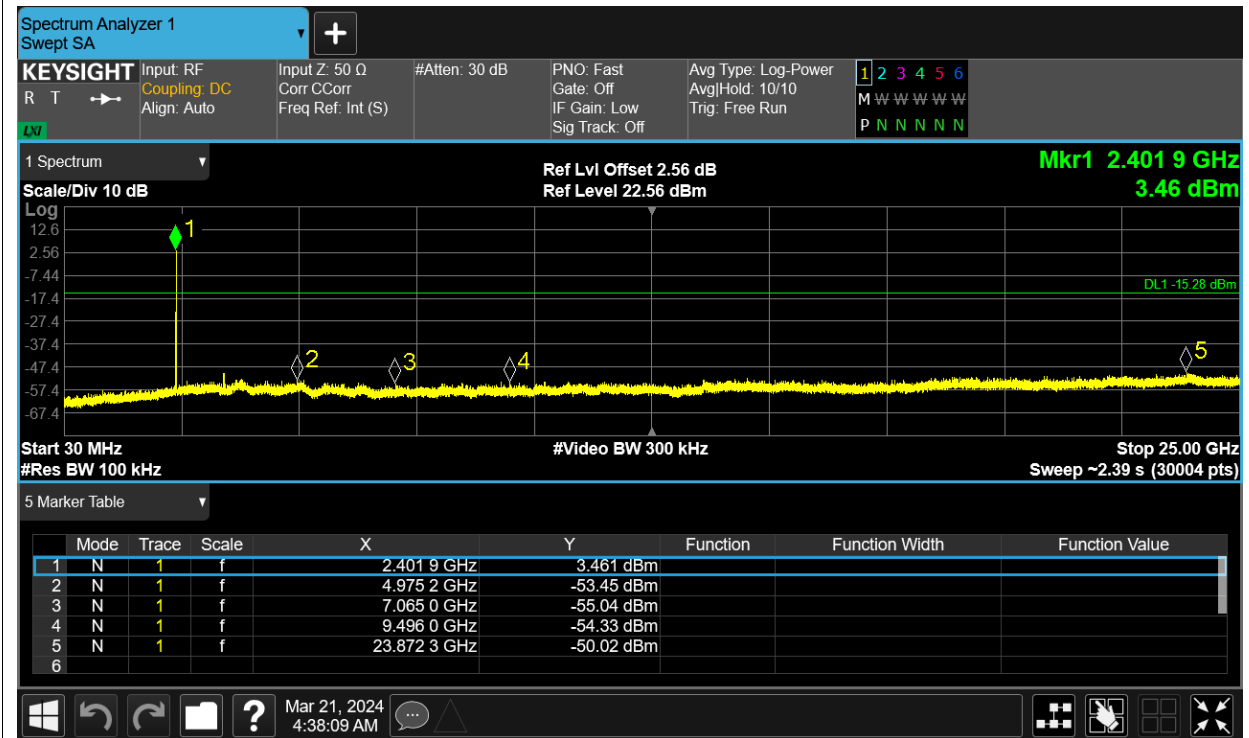 Spectrum Analyzer 1
Swept SA
KEYSIGHT
R T
LXI
Input: RF
Coupling: DC
Align: Auto
Input Z: 50 Ω
Corr CCorr
Freq Ref: Int (S)
#Atten: 30 dB
PNO: Fast
Gate: Off
IF Gain: Low
Sig Track: Off
Avg Type: Log-Power
Avg|Hold: 10/10
Trig: Free Run
1 2 3 4 5 6
M W W W W W
P N N N N N
1 Spectrum
Scale/Div 10 dB
Ref Lvl Offset 2.56 dB
Ref Level 22.56 dBm
Mkr1 2.401 9 GHz
3.46 dBm
Log
12.6
2.56
-7.44
-17.4
-27.4
-37.4
-47.4
-57.4
-67.4
1
2
3
4
5
DL1 -15.28 dBm
Start 30 MHz
#Res BW 100 kHz
#Video BW 300 kHz
Stop 25.00 GHz
Sweep ~2.39 s (30004 pts)
5 Marker Table
Mode Trace Scale X Y Function Function Width Function Value
1 N 1 f 2.401 9 GHz 3.461 dBm
2 N 1 f 4.975 2 GHz -53.45 dBm
3 N 1 f 7.065 0 GHz -55.04 dBm
4 N 1 f 9.496 0 GHz -54.33 dBm
5 N 1 f 23.872 3 GHz -50.02 dBm
6
?
Mar 21, 2024
4:38:09 AM